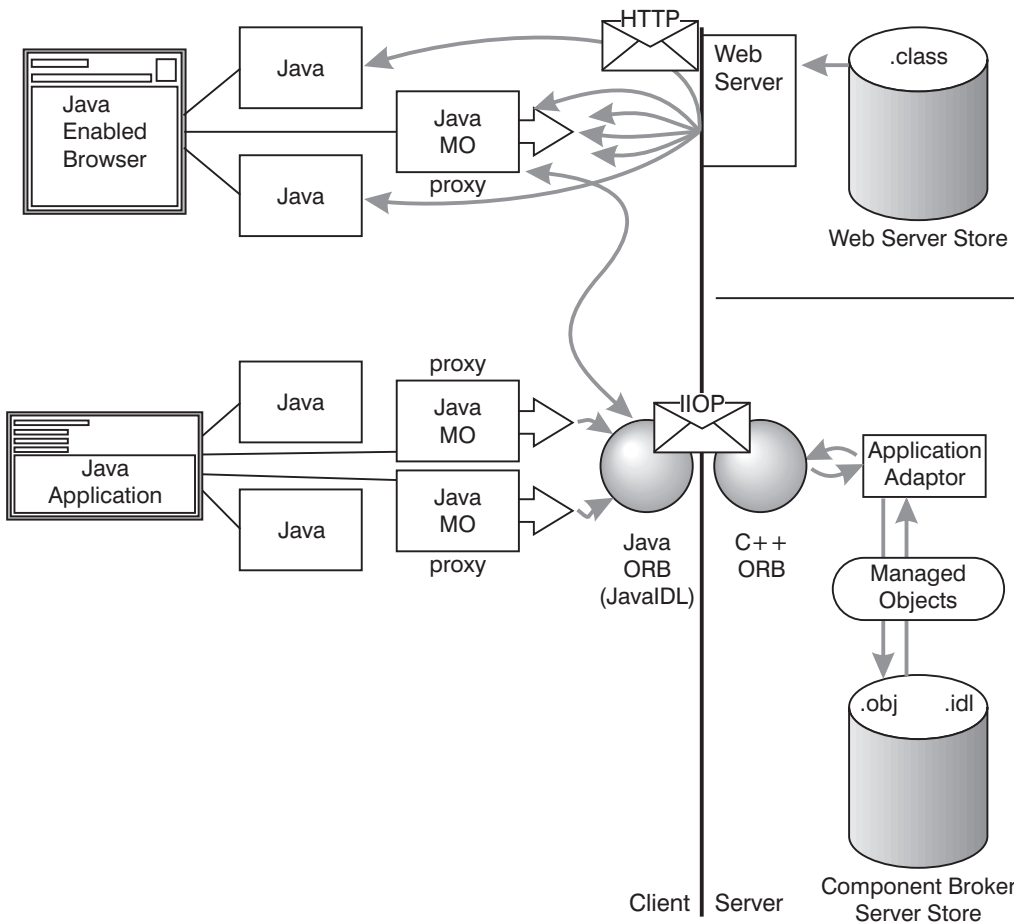 HTTP
Java
Web
Server
.class
Java
Enabled
Browser
Java
MO
proxy
Java
Web Server Store
proxy
Java
Java
MO
IIOP
Java
Application
Application
Adaptor
Java
MO
proxy
Java
Java
ORB
(JavaIDL)
C++
ORB
Managed
Objects
.obj .idl
Client
Server
Component Broker
Server Store